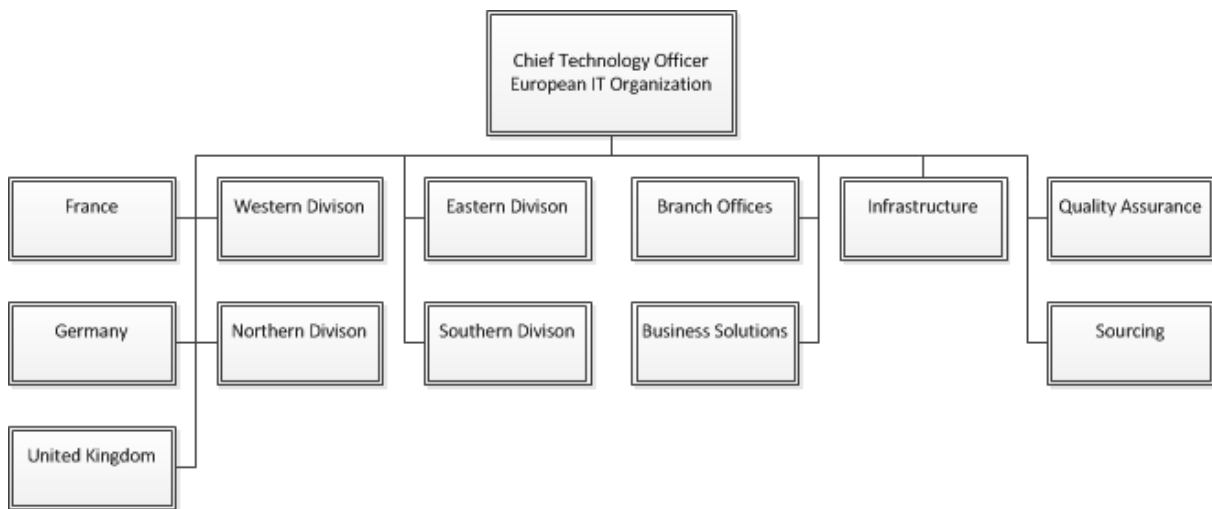 Chief Technology Officer
European IT Organization
France
Western Divison
Eastern Divison
Branch Offices
Infrastructure
Quality Assurance
Germany
Northern Divison
Southern Divison
Business Solutions
Sourcing
United Kingdom